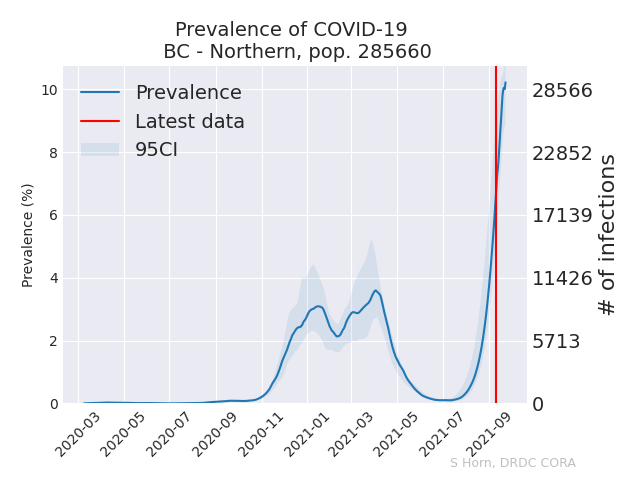 Prevalence of COVID-19
BC - Northern, pop. 285660
Prevalence
Latest data
95CI
Prevalence (%)
10
8
6
4
2
0
28566
22852
17139
11426
5713
0
# of infections
2020-03
2020-05
2020-07
2020-09
2020-11
2021-01
2021-03
2021-05
2021-07
2021-09
S Horn, DRDC CORA